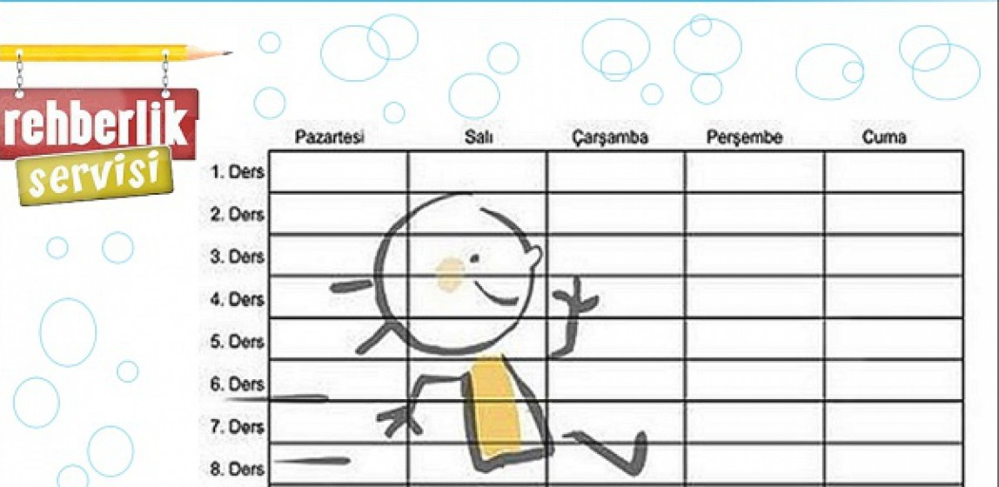 rehberlik
servisi
Pazartesi Salı Çarşamba Perşembe Cuma
1. Ders
2. Ders
3. Ders
4. Ders
5. Ders
6. Ders
7. Ders
8. Ders